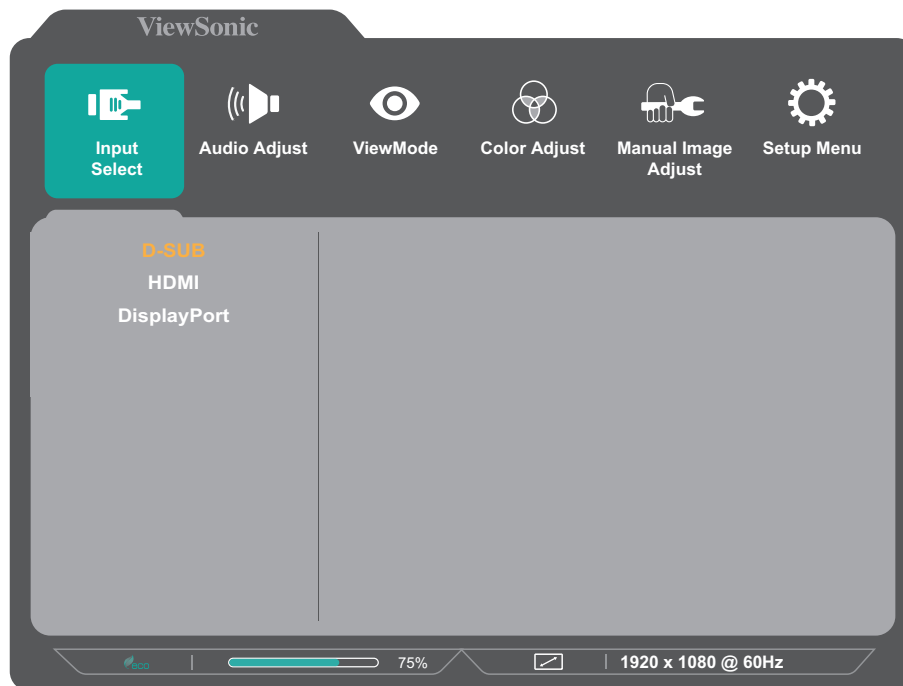 ViewSonic
Input
Select
Audio Adjust
ViewMode
Color Adjust
Manual Image
Adjust
Setup Menu
D-SUB
HDMI
DisplayPort
ECO
75%
1920 x 1080 @ 60Hz